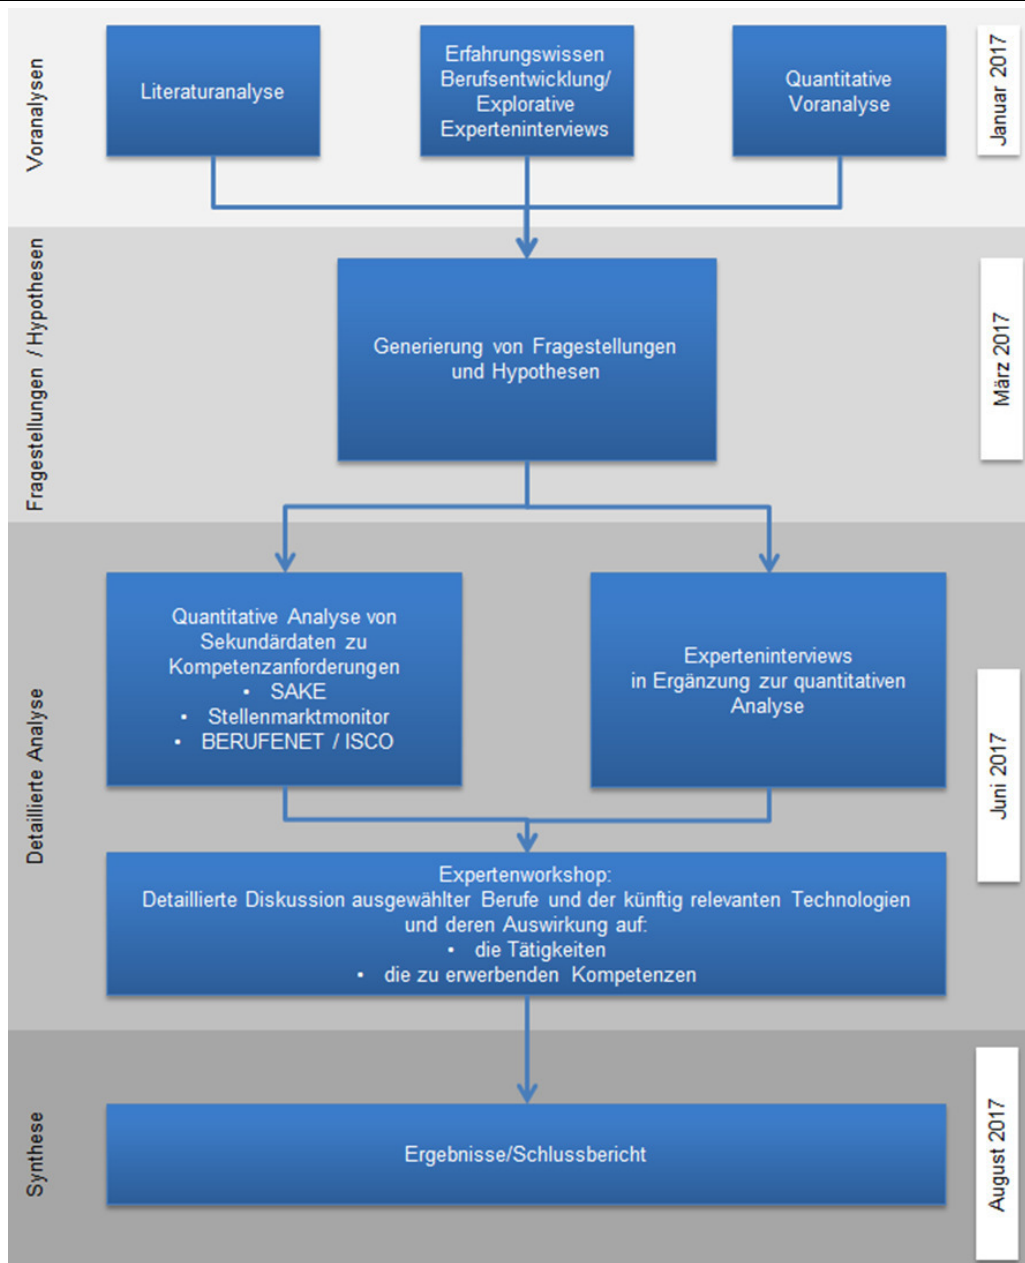 Voranalysen
Literaturanalyse
Erfahrungswissen
Berufsentwicklung/
Explorative
Experteninterviews
Quantitative
Voranalyse
Januar 2017
Fragestellungen / Hypothesen
Generierung von Fragestellungen
und Hypothesen
März 2017
Detaillierte Analyse
Quantitative Analyse von
Sekundärdaten zu
Kompetenzanforderungen
• SAKE
• Stellenmarktmonitor
• BERUFENET / ISCO
Experteninterviews
in Ergänzung zur quantitativen
Analyse
Juni 2017
Expertenworkshop:
Detaillierte Diskussion ausgewählter Berufe und der künftig relevanten Technologien
und deren Auswirkung auf:
• die Tätigkeiten
• die zu erwerbenden Kompetenzen
Synthese
Ergebnisse/Schlussbericht
August 2017